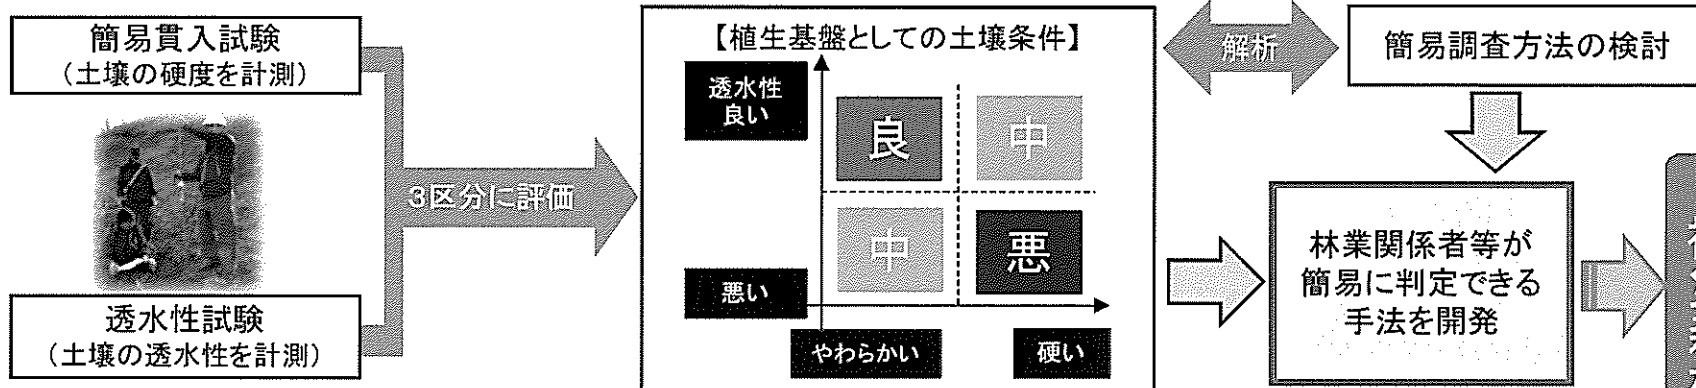 簡易貫入試験
（土壌の硬度を計測）
透水性試験
（土壌の透水性を計測）
3区分に評価
【植生基盤としての土壌条件】
透水性
良い
良
中
中
悪
悪い
やわらかい
硬い
解析
簡易調査方法の検討
林業関係者等が
簡易に判定できる
手法を開発